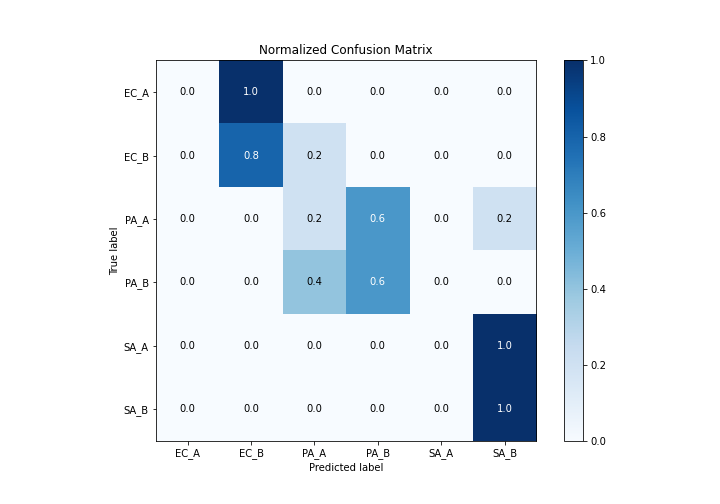 Normalized Confusion Matrix
1.0
EC_A 0.0 1.0 0.0 0.0 0.0 0.0
0.8
EC_B 0.0 0.8 0.2 0.0 0.0 0.0
PA_A 0.0 0.0 0.2 0.6 0.0 0.2
0.6
True label
PA_B 0.0 0.0 0.4 0.6 0.0 0.0
0.4
SA_A 0.0 0.0 0.0 0.0 0.0 1.0
0.2
SA_B 0.0 0.0 0.0 0.0 0.0 1.0
0.0
EC_A EC_B PA_A PA_B SA_A SA_B
Predicted label